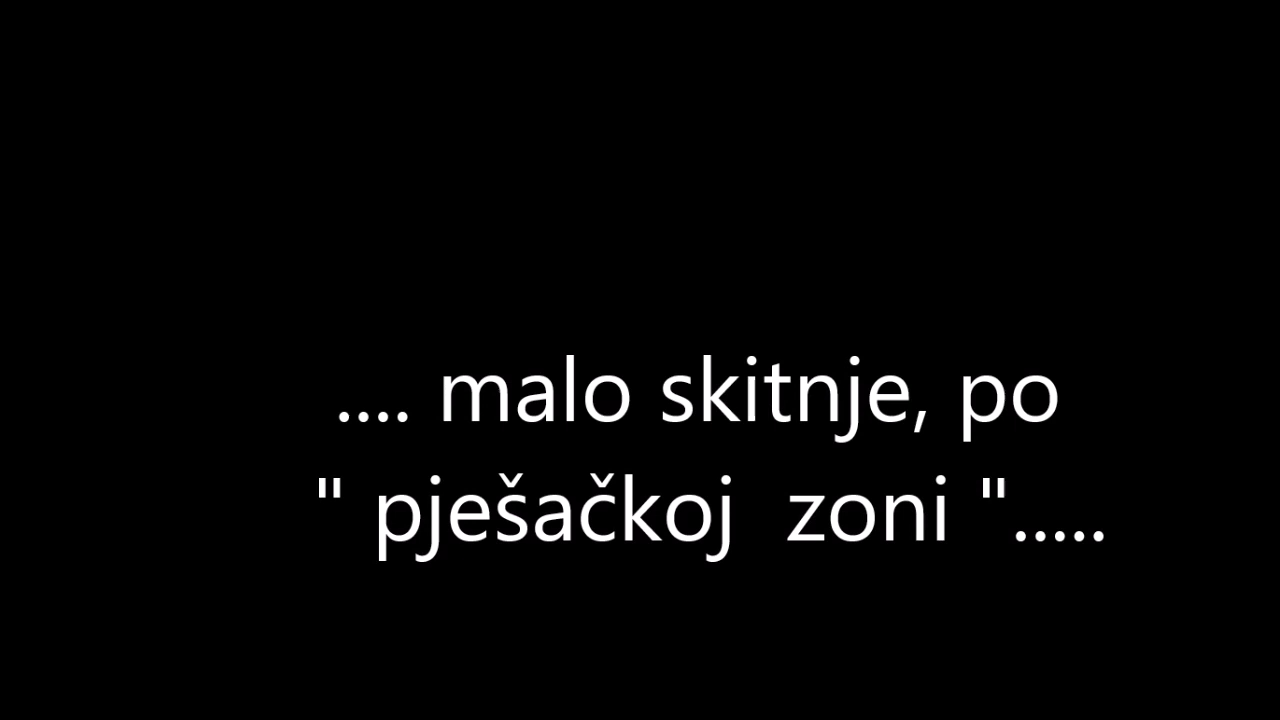 .... malo skitnje, po
" pješačkoj  zoni ".....